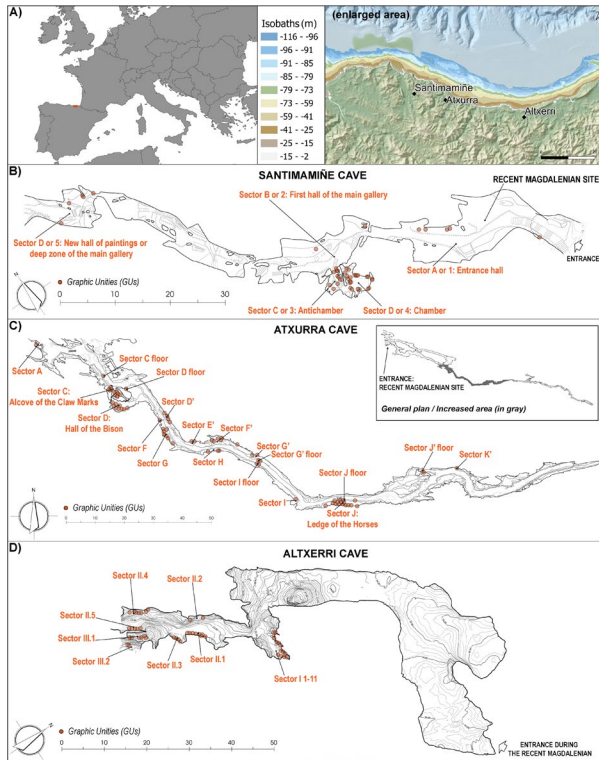 A)
Isobaths (m)
-116 -- -96
-96 -- -91
-91 -- -85
-85 -- -79
-79 -- -73
-73 -- -59
-59 -- -41
-41 -- -25
-25 -- -15
-15 -- -2
(enlarged area)
Santimamiñe
Atxurra
Altxerri
B)
SANTIMAMIÑE CAVE
Sector B or 2: First hall of the main
gallery
RECENT MAGDALENIAN SITE
Sector D or 5: New hall of paintings or
deep zone of the main gallery
Sector A or 1: Entrance hall
ENTRANCE
Graphic Unities (GUs)
0 10 20 30
Sector C or 3: Antichamber
Sector D or 4: Chamber
C)
ATXURRA CAVE
Sector A
Sector C floor
Sector D floor
Sector C:
Alcove of the Claw Marks
Sector D:
Hall of the Bison
Sector D'
Sector F
Sector E'
Sector F'
Sector G
Sector H
Sector G'
Sector G' floor
Sector I floor
Sector I
Sector J floor
Sector J:
Ledge of the Horses
Sector J' floor
Sector K'
ENTRANCE:
RECENT MAGDALENIAN SITE
General plan / Increased area (in gray)
N
Graphic Unities (GUs)
0 10 20 30 40 50
D)
ALTXERRI CAVE
Sector II.4
Sector II.2
Sector II.5
Sector III.1
Sector III.2
Sector II.3
Sector II.1
Sector I 1-11
Graphic Unities (GUs)
0 10 20 30 40 50
ENTRANCE DURING
THE RECENT MAGDALENIAN